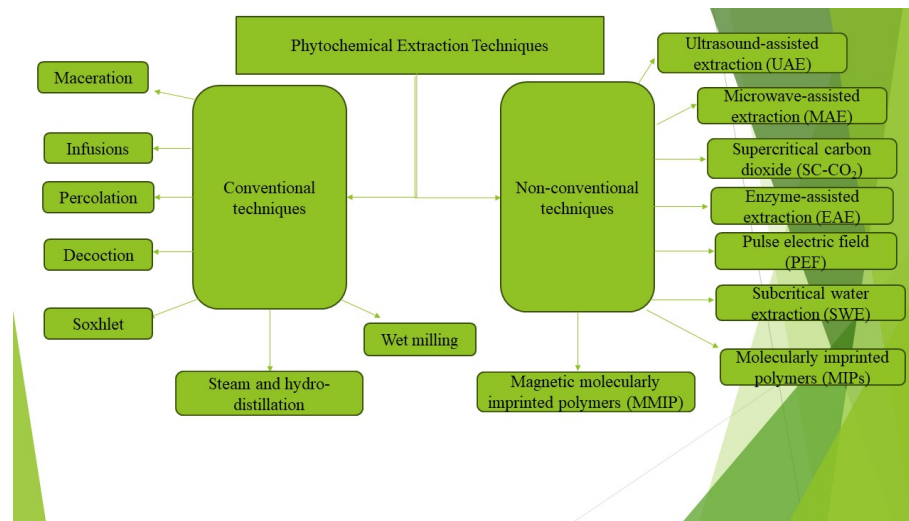 Phytochemical Extraction Techniques
Conventional
techniques
Maceration
Infusions
Percolation
Decoction
Soxhlet
Steam and hydro-
distillation
Wet milling
Non-conventional
techniques
Ultrasound-assisted
extraction (UAE)
Microwave-assisted
extraction (MAE)
Supercritical carbon
dioxide (SC-CO₂)
Enzyme-assisted
extraction (EAE)
Pulse electric field
(PEF)
Subcritical water
extraction (SWE)
Molecularly imprinted
polymers (MIPs)
Magnetic molecularly
imprinted polymers (MMIP)